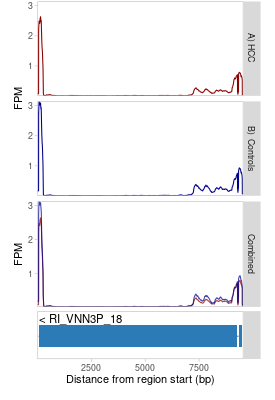 3
2
1
A) HCC
FPM
3
2
1
B) Controls
3
2
1
Combined
FPM
< RI_VNN3P_18
2500 5000 7500
Distance from region start (bp)